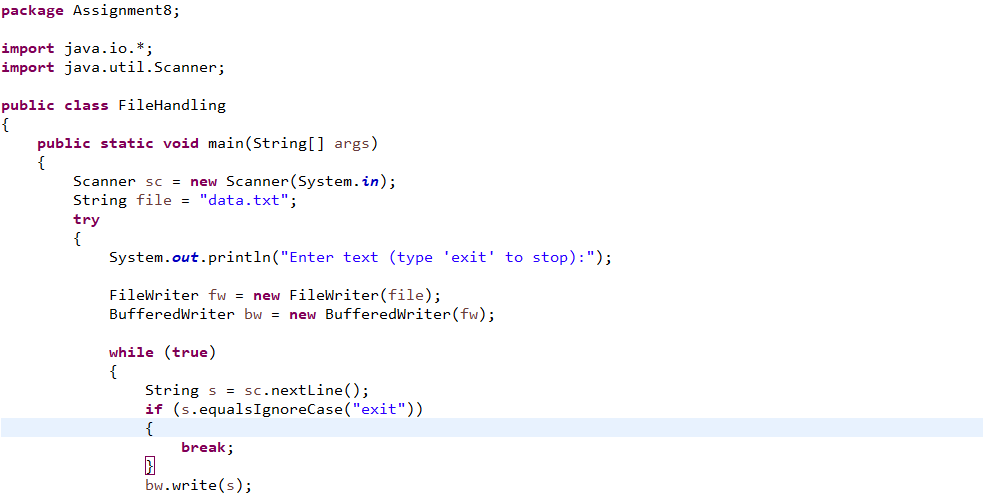 package Assignment8;
import java.io.*;
import java.util.Scanner;
public class FileHandling
{
public static void main(String[] args)
{
Scanner sc = new Scanner(System.in);
String file = "data.txt";
try
{
System.out.println("Enter text (type 'exit' to stop):");
FileWriter fw = new FileWriter(file);
BufferedWriter bw = new BufferedWriter(fw);
while (true)
{
String s = sc.nextLine();
if (s.equalsIgnoreCase("exit"))
{
break;
}
bw.write(s);